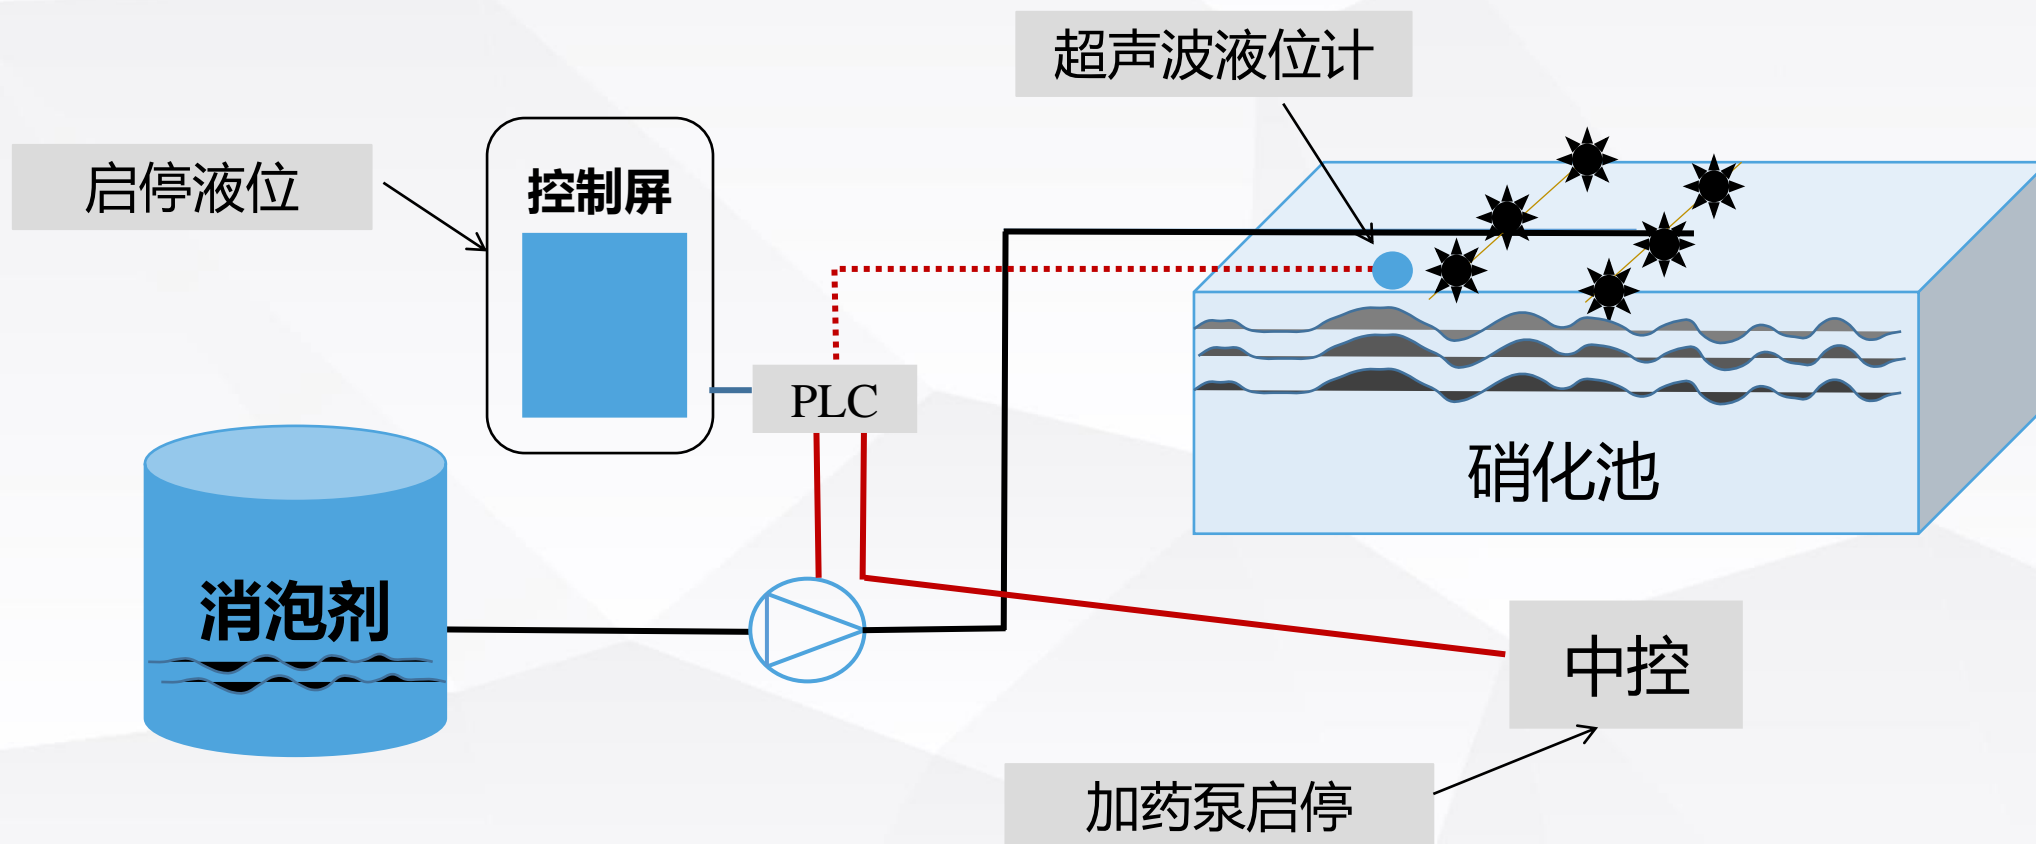 超声波液位计
启停液位
控制屏
PLC
硝化池
消泡剂
中控
加药泵启停